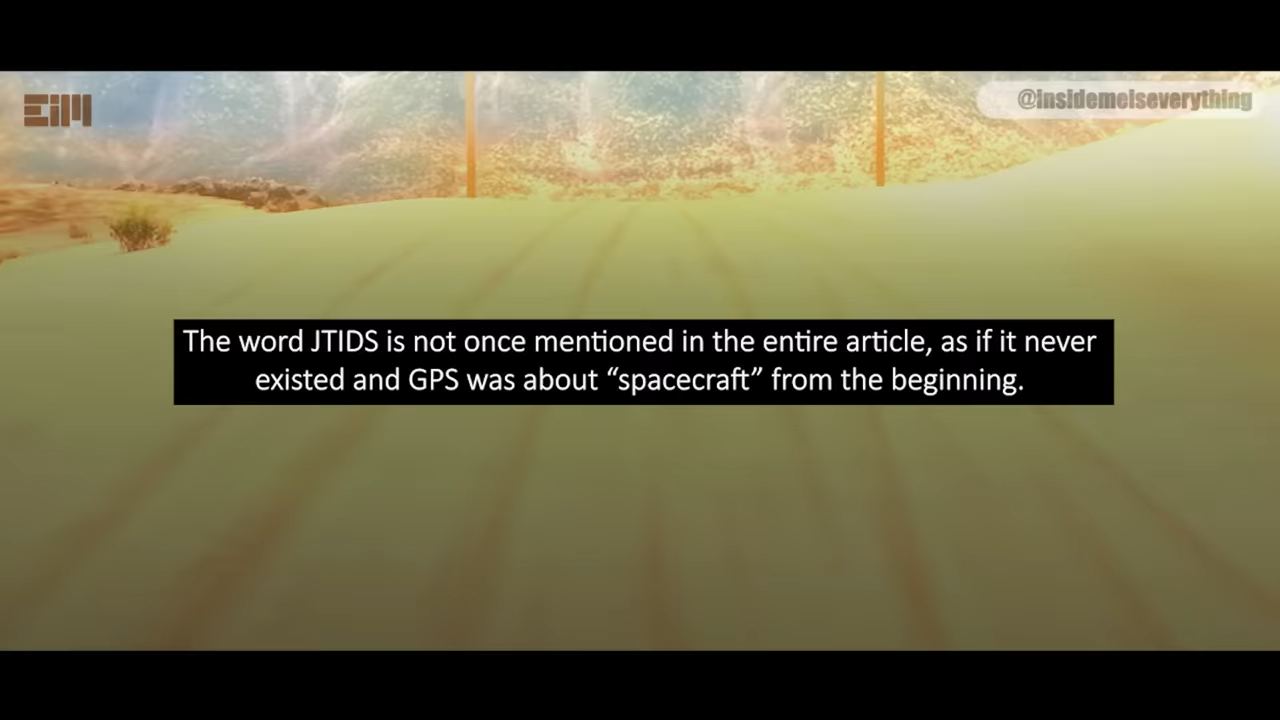 EiM
@insidemeiseverything
The word JTIDS is not once mentioned in the entire article, as if it never
existed and GPS was about “spacecraft” from the beginning.